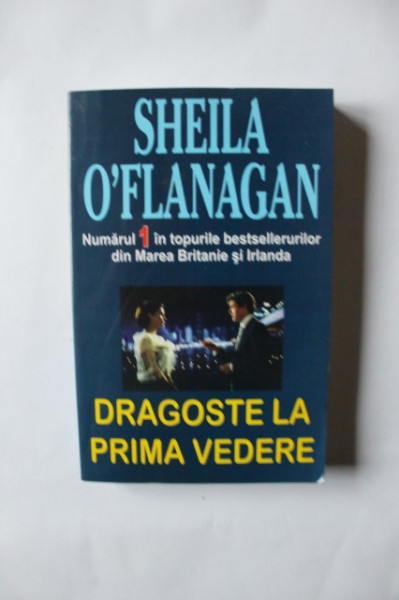 SHEILA
O'FLANAGAN
Numărul 1 în topurile bestsellerurilor
din Marea Britanie şi Irlanda
DRAGOSTE LA
PRIMA VEDERE